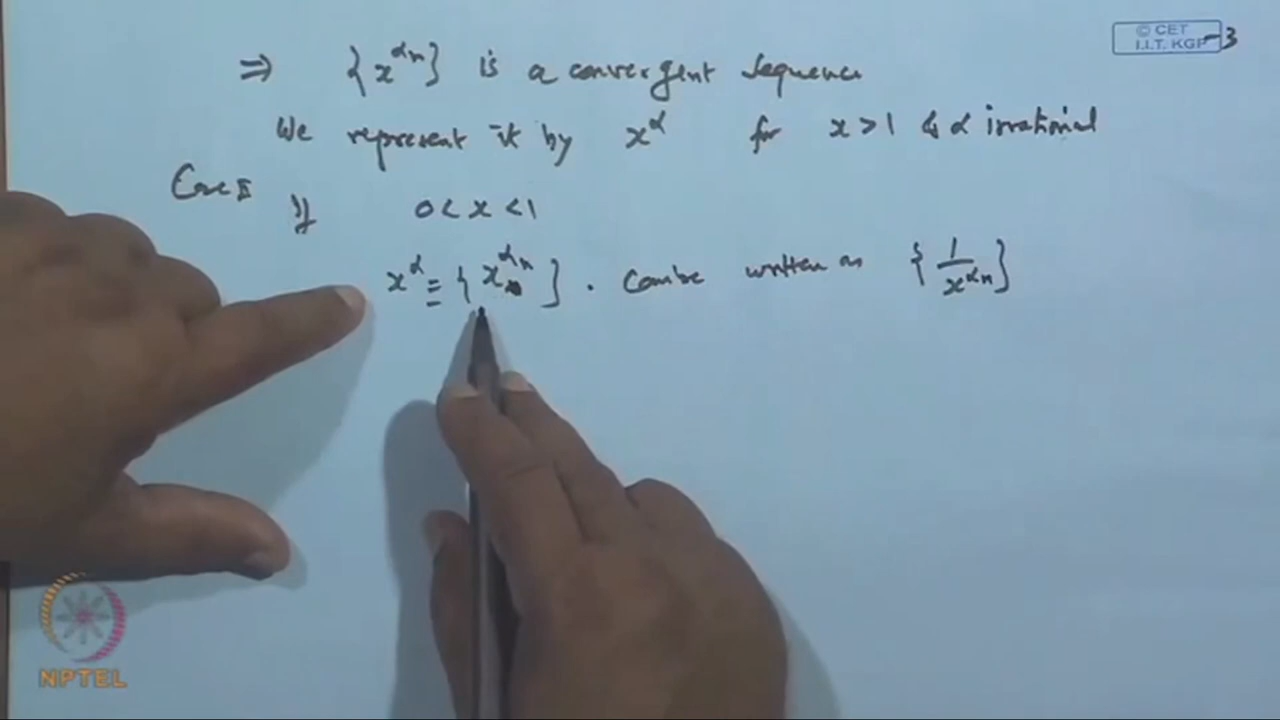 © CET
I.I.T. KGP -3
⇒ {x^{αn}} is a convergent sequence
We represent it by x^α for x > 1 & α irrational
Case II If 0 < x < 1
x^α = {x^{αn}} . Can be written as {1/x^{αn}}
NPTEL